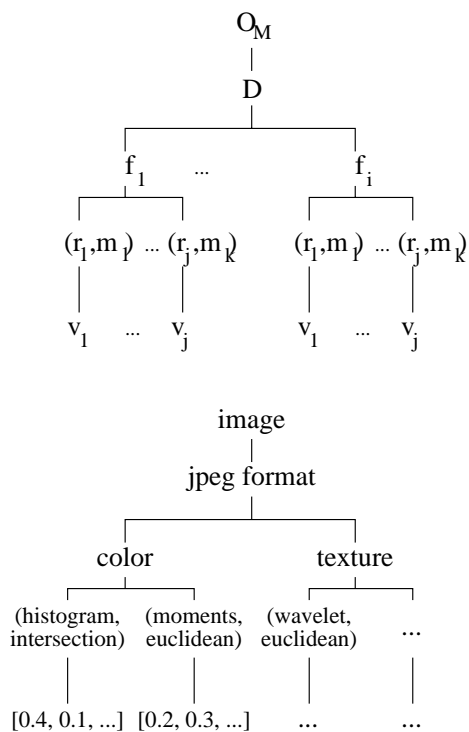 O_M
D
f_1 ... f_i
(r_1,m_1) ... (r_j,m_k) (r_1,m_1) ... (r_j,m_k)
v_1 ... v_j v_1 ... v_j
image
jpeg format
color texture
(histogram, intersection) (moments, euclidean) (wavelet, euclidean) ...
[0.4, 0.1, ...] [0.2, 0.3, ...] ... ...